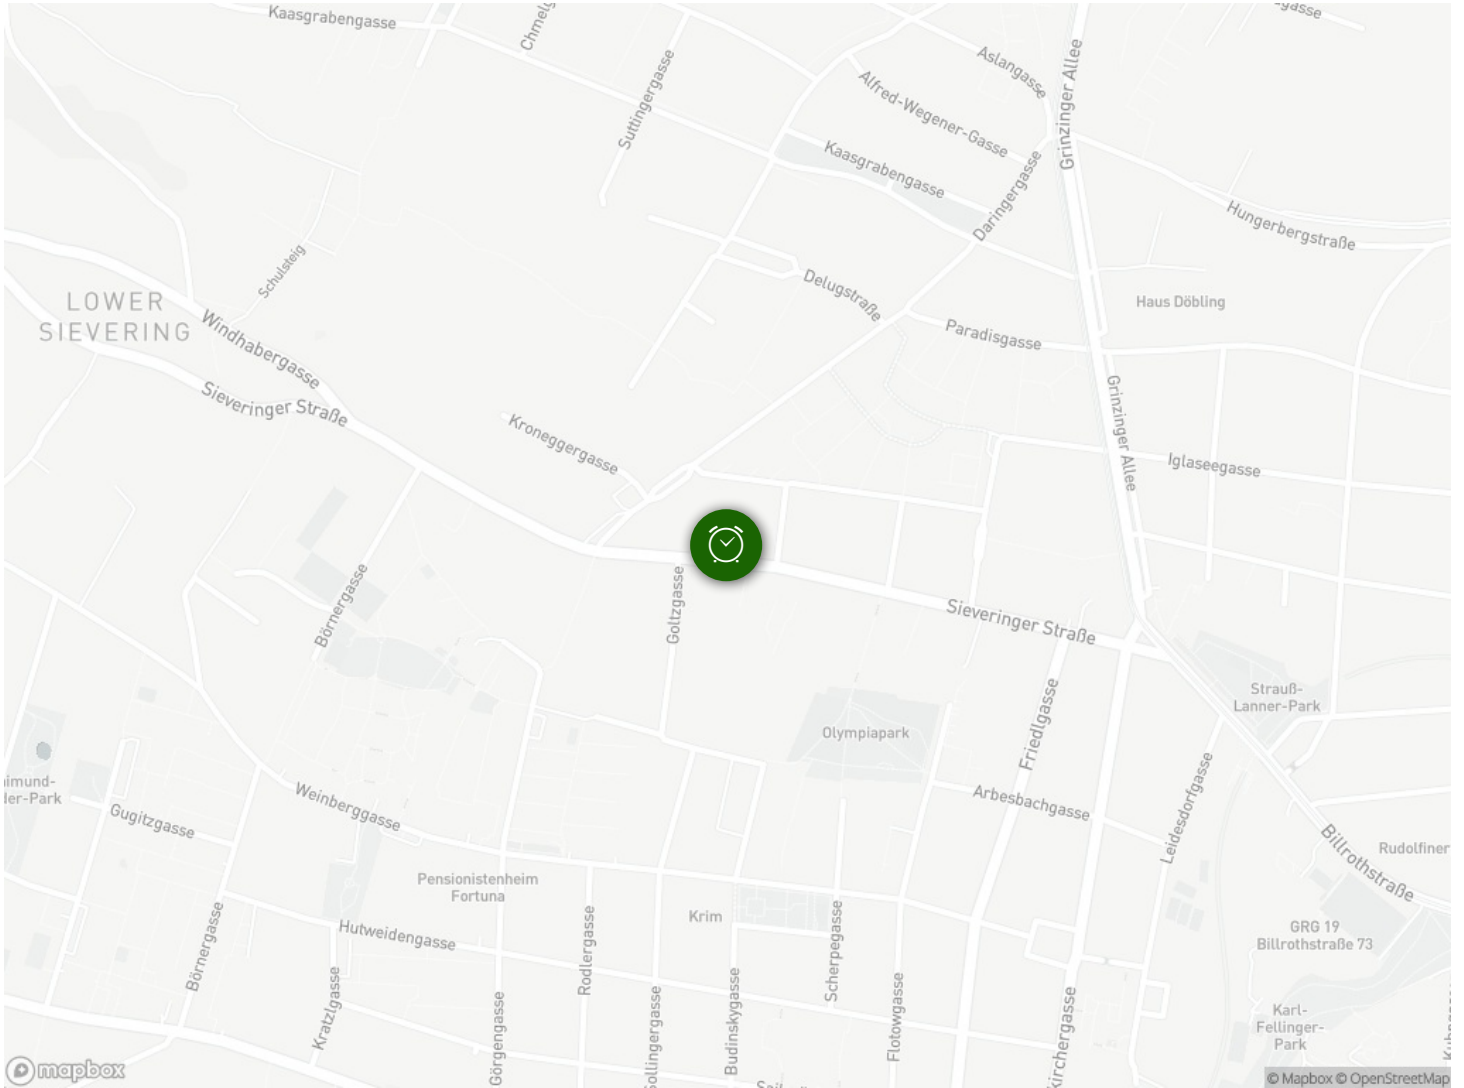 Kaasgrabengasse
Suttingergasse
Aslangasse
Grinzinger Allee
Alfred-Wegener-Gasse
Kaasgrabengasse
Daringergasse
Hungerbergstraße
Schulsteig
LOWER
SIEVERING
Windhabergasse
Delugstraße
Haus Döbling
Paradisgasse
Sieveringer Straße
Kroneggergasse
Grinzinger Allee
Iglaseegasse
Börnergasse
Goltzgasse
Sieveringer Straße
Strauß-
Lanner-Park
Olympiapark
Friedlgasse
Gugitzgasse
Weinberggasse
Arbesbachgasse
Leidesdorfgasse
Billrothstraße
Rudolfiner
Pensionistenheim
Fortuna
Krim
Hutweidengasse
Börnergasse
Rodlergasse
Scherpegasse
GRG 19
Billrothstraße 73
Kratzlgasse
Görgengasse
Budinskygasse
Flotowgasse
Karl-
Fellinger-
Park
mapbox
© Mapbox © OpenStreetMap